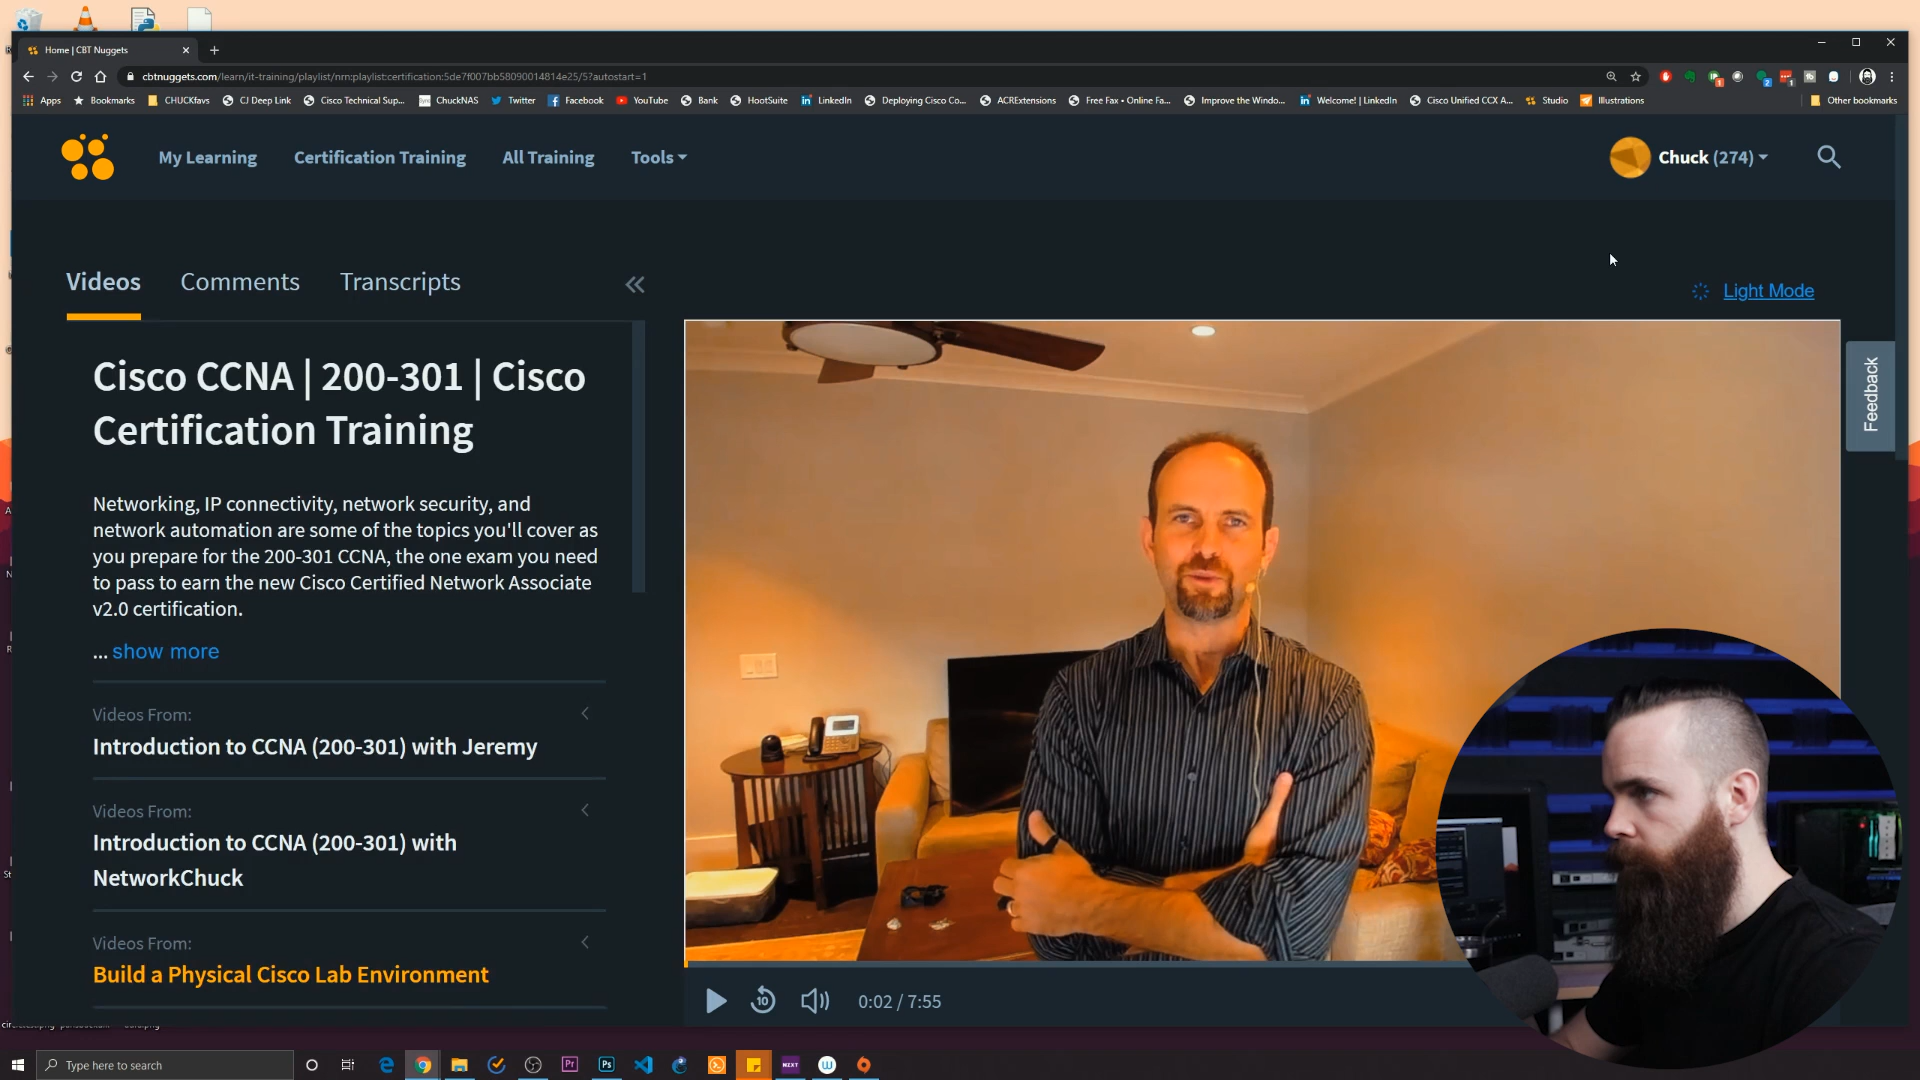 Home | CBT Nuggets
cbtnuggets.com/learn/it-training/playlist/nrn:playlist:certification:5de7f007bb58090014814e25/5?autostart=1
Apps Bookmarks CHUCKfavs CJ Deep Link Cisco Technical Sup... ChuckNAS Twitter Facebook YouTube Bank HootSuite LinkedIn Deploying Cisco Co... ACRExtensions Free Fax • Online Fa... Improve the Windo... Welcome! | LinkedIn Cisco Unified CCX A... Studio Illustrations Other bookmarks
My Learning Certification Training All Training Tools Chuck (274)
Videos Comments Transcripts
Light Mode
Feedback
Cisco CCNA | 200-301 | Cisco
Certification Training
Networking, IP connectivity, network security, and
network automation are some of the topics you'll cover as
you prepare for the 200-301 CCNA, the one exam you need
to pass to earn the new Cisco Certified Network Associate
v2.0 certification.
... show more
Videos From:
Introduction to CCNA (200-301) with Jeremy
Videos From:
Introduction to CCNA (200-301) with
NetworkChuck
Videos From:
Build a Physical Cisco Lab Environment
10
0:02 / 7:55
Type here to search
Pr
Ps
NEXT